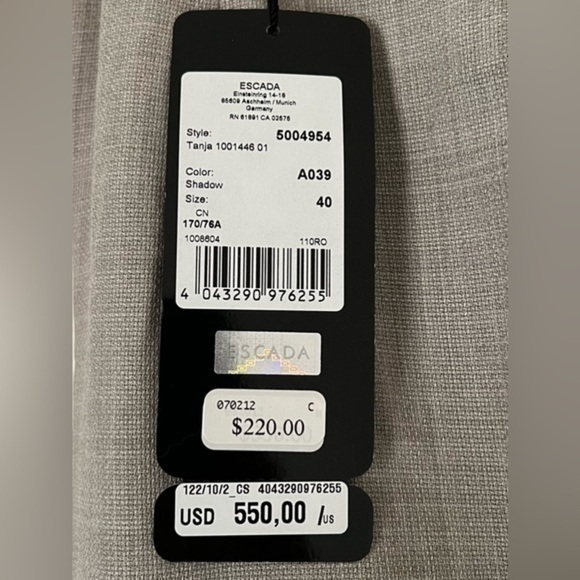 ESCADA
Einsteinring 14-18
85609 Aschheim / Munich
Germany
RN 61891 CA 02575
Style: 5004954
Tanja 1001446 01
Color: A039
Shadow
Size: 40
CN
170/76A
1008604 110RO
4 043290 976255
ESCADA
070212 C
$220.00
122/10/2_CS 4043290976255
USD 550,00 /US